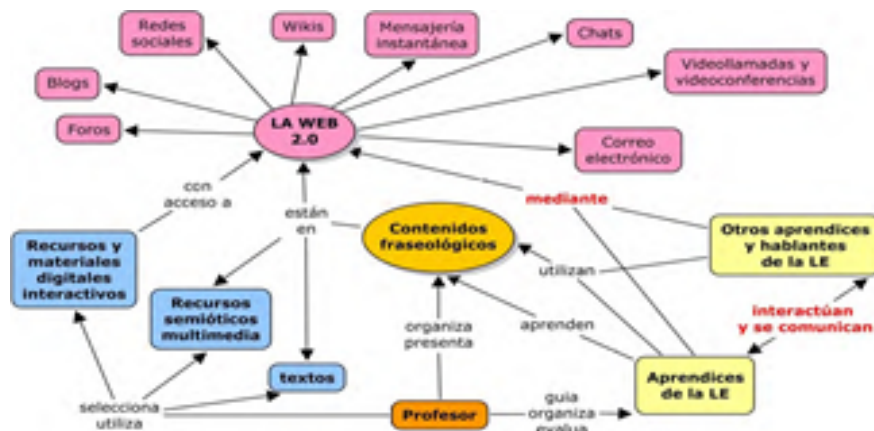 Redes
sociales
Wikis
Mensajería
instantánea
Chats
Videollamadas y
videoconferencias
Blogs
Foros
LA WEB
2.0
Correo
electrónico
con
acceso a
están
en
mediante
Contenidos
fraseológicos
Otros aprendices
y hablantes
de la LE
Recursos y
materiales
digitales
interactivos
Recursos
semióticos
multimedia
utilizan
interactúan
y se comunican
organiza
presenta
aprenden
textos
Aprendices
de la LE
selecciona
utiliza
Profesor
guia
organiza
evalua